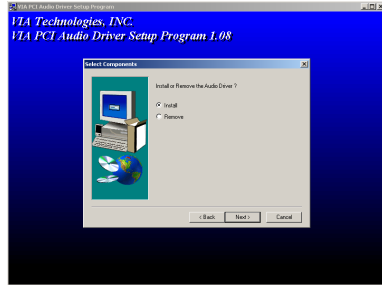 VIA PCI Audio Driver Setup Program
VIA Technologies, INC.
VIA PCI Audio Driver Setup Program 1.08
Select Components
Install or Remove the Audio Driver ?
Install
Remove
< Back
Next >
Cancel